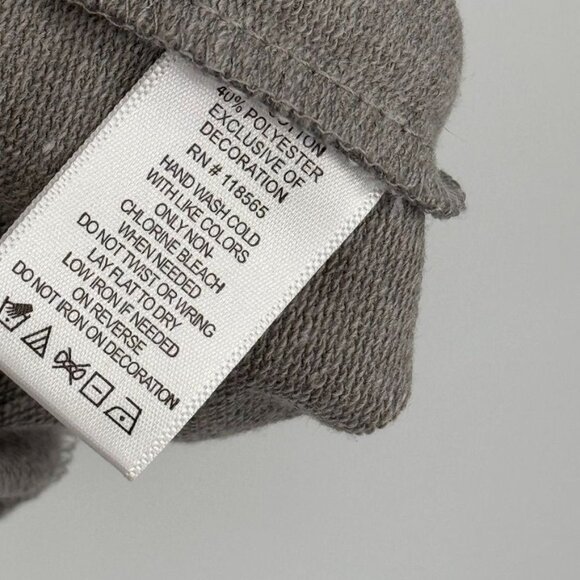 COTTON
40% POLYESTER
EXCLUSIVE OF
DECORATION
RN # 118565
HAND WASH COLD
WITH LIKE COLORS
ONLY NON-
CHLORINE BLEACH
WHEN NEEDED
DO NOT TWIST OR WRING
LAY FLAT TO DRY
LOW IRON IF NEEDED
ON REVERSE
DO NOT IRON ON DECORATION